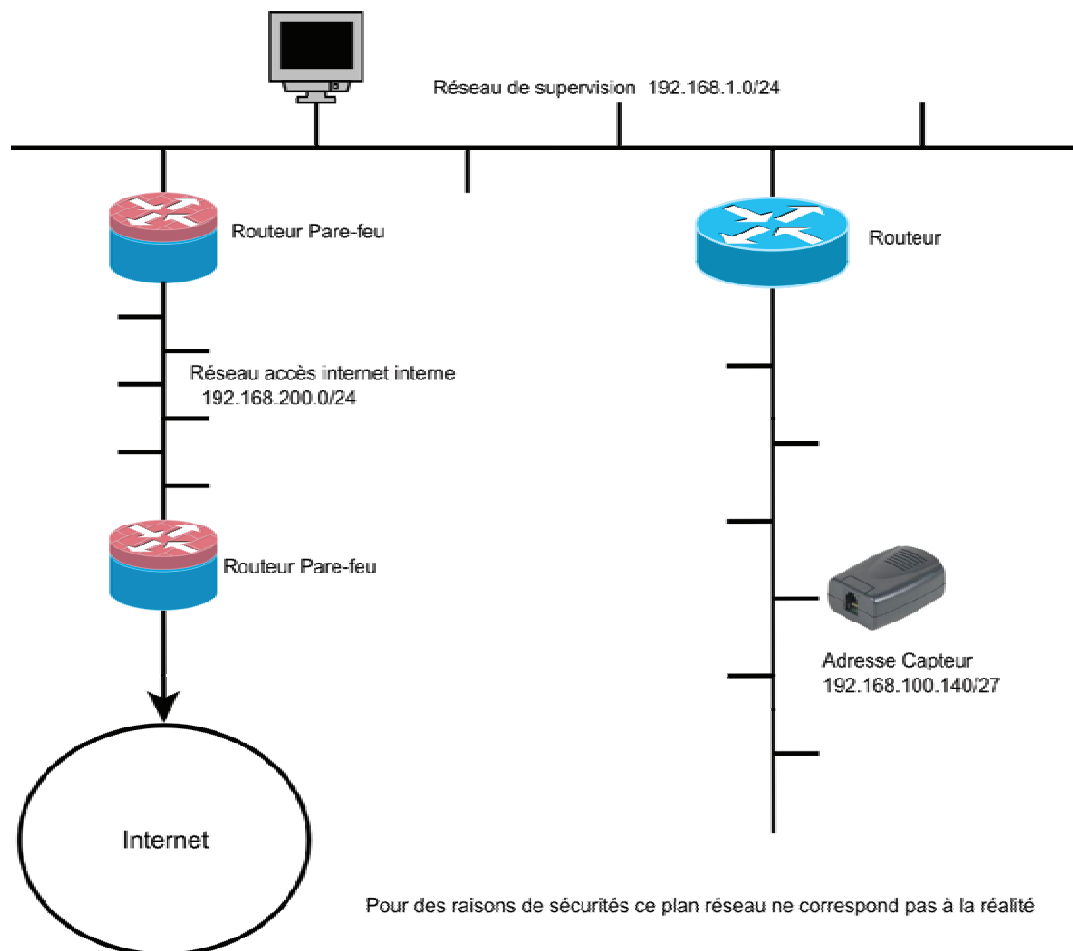 Réseau de supervision 192.168.1.0/24
Routeur Pare-feu
Routeur
Réseau accès internet interne
192.168.200.0/24
Routeur Pare-feu
Adresse Capteur
192.168.100.140/27
Internet
Pour des raisons de sécurités ce plan réseau ne correspond pas à la réalité